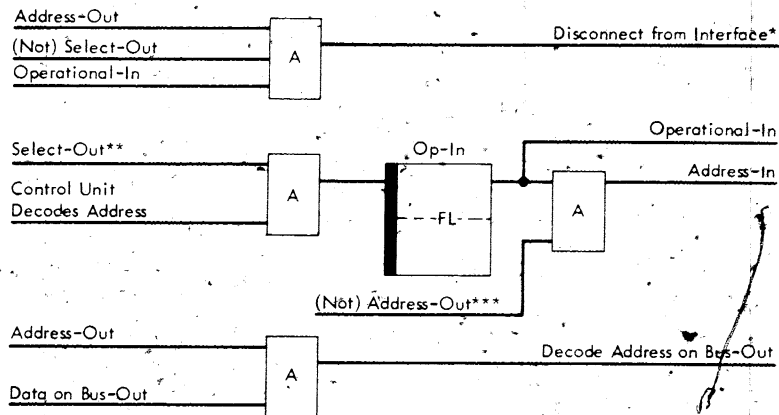 Address-Out
(Not) Select-Out
Operational-In
A
Disconnect from Interface*
Operational-In
Select-Out**
Op-In
Address-In
Control Unit
Decodes Address
A
FL
A
(Not) Address-Out***
Address-Out
A
Decode Address on Bus-Out
Data on Bus-Out